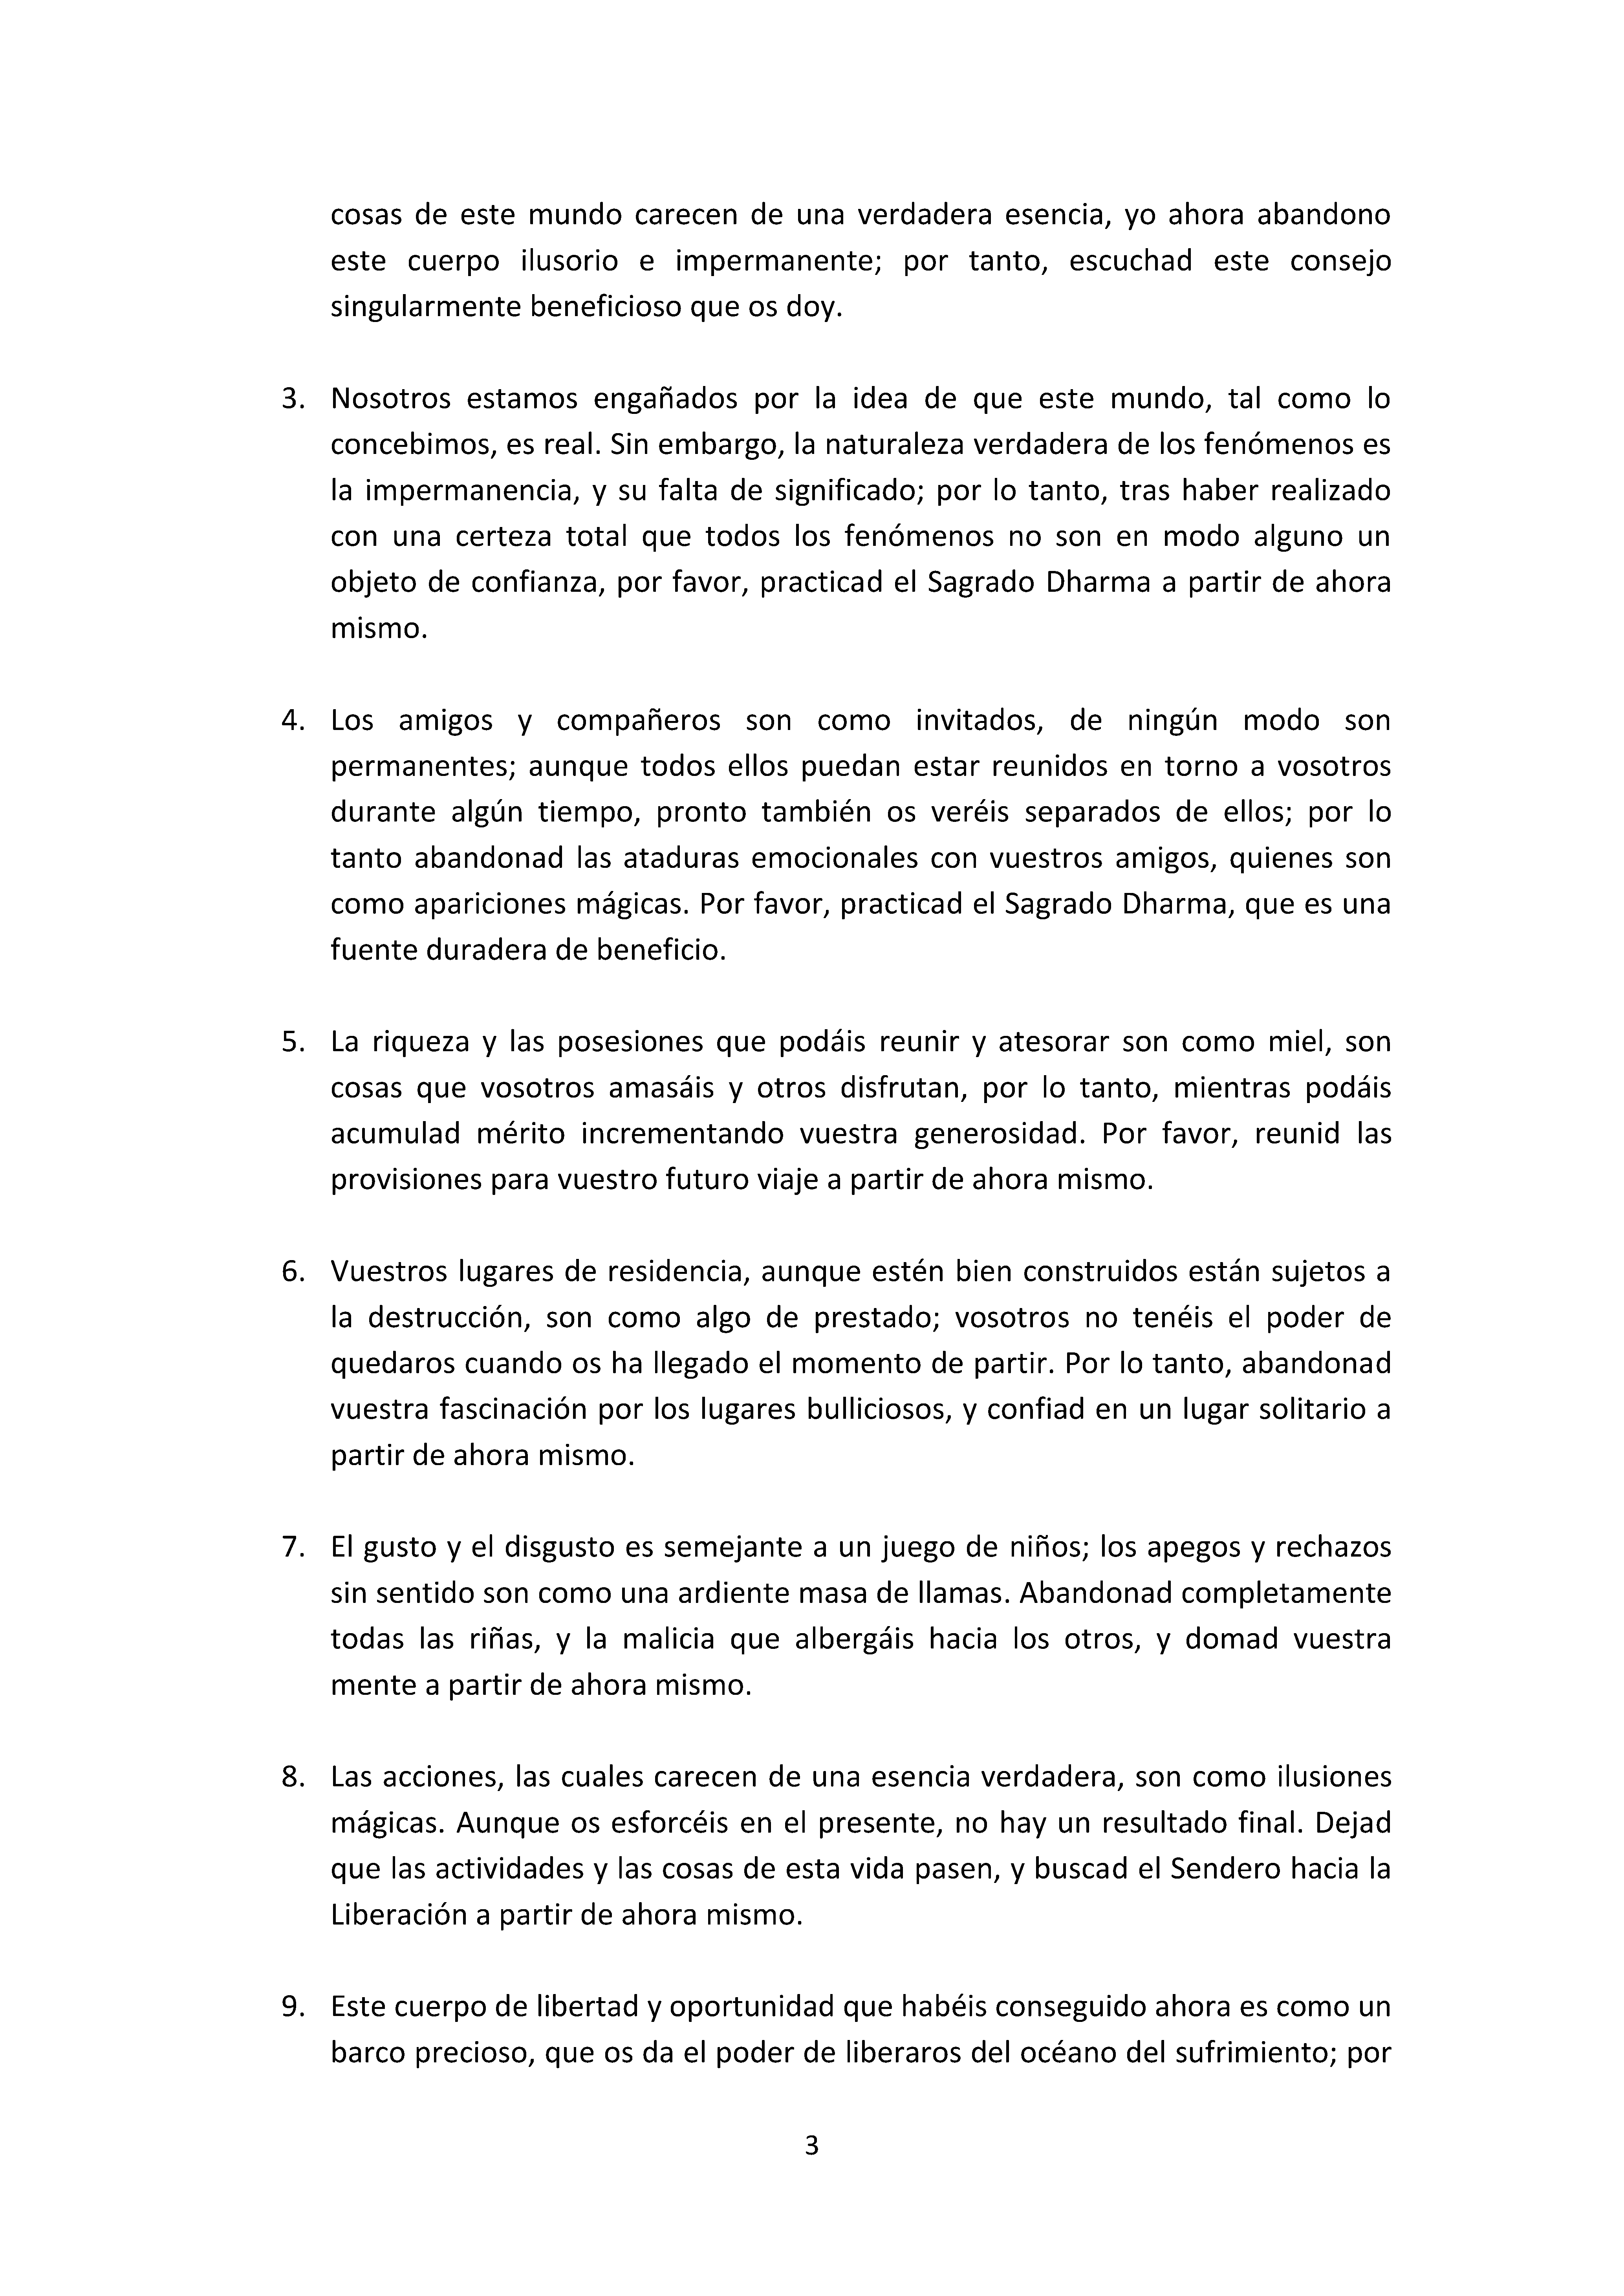 cosas de este mundo carecen de una verdadera esencia, yo ahora abandono
este cuerpo ilusorio e impermanente; por tanto, escuchad este consejo
singularmente beneficioso que os doy.
3. Nosotros estamos engañados por la idea de que este mundo, tal como lo
concebimos, es real. Sin embargo, la naturaleza verdadera de los fenómenos es
la impermanencia, y su falta de significado; por lo tanto, tras haber realizado
con una certeza total que todos los fenómenos no son en modo alguno un
objeto de confianza, por favor, practicad el Sagrado Dharma a partir de ahora
mismo.
4. Los amigos y compañeros son como invitados, de ningún modo son
permanentes; aunque todos ellos puedan estar reunidos en torno a vosotros
durante algún tiempo, pronto también os veréis separados de ellos; por lo
tanto abandonad las ataduras emocionales con vuestros amigos, quienes son
como apariciones mágicas. Por favor, practicad el Sagrado Dharma, que es una
fuente duradera de beneficio.
5. La riqueza y las posesiones que podáis reunir y atesorar son como miel, son
cosas que vosotros amasáis y otros disfrutan, por lo tanto, mientras podáis
acumulad mérito incrementando vuestra generosidad. Por favor, reunid las
provisiones para vuestro futuro viaje a partir de ahora mismo.
6. Vuestros lugares de residencia, aunque estén bien construidos están sujetos a
la destrucción, son como algo de prestado; vosotros no tenéis el poder de
quedaros cuando os ha llegado el momento de partir. Por lo tanto, abandonad
vuestra fascinación por los lugares bulliciosos, y confiad en un lugar solitario a
partir de ahora mismo.
7. El gusto y el disgusto es semejante a un juego de niños; los apegos y rechazos
sin sentido son como una ardiente masa de llamas. Abandonad completamente
todas las riñas, y la malicia que albergáis hacia los otros, y domad vuestra
mente a partir de ahora mismo.
8. Las acciones, las cuales carecen de una esencia verdadera, son como ilusiones
mágicas. Aunque os esforcéis en el presente, no hay un resultado final. Dejad
que las actividades y las cosas de esta vida pasen, y buscad el Sendero hacia la
Liberación a partir de ahora mismo.
9. Este cuerpo de libertad y oportunidad que habéis conseguido ahora es como un
barco precioso, que os da el poder de liberaros del océano del sufrimiento; por
3